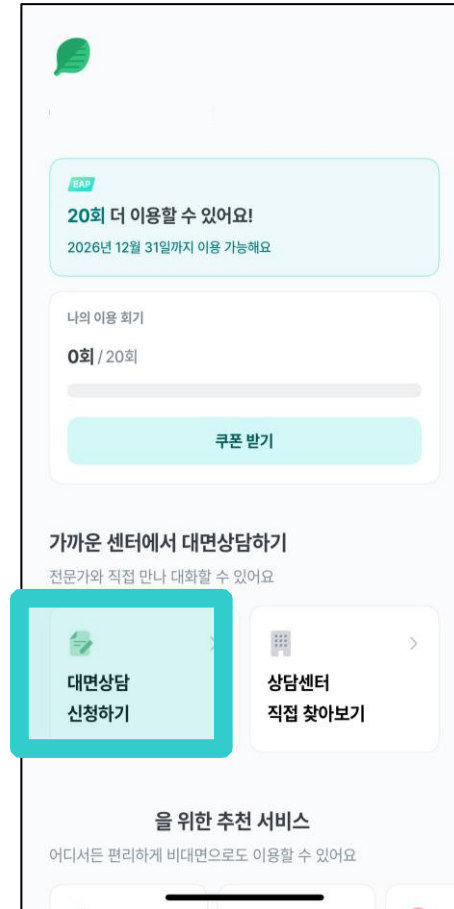 EAP
20회 더 이용할 수 있어요!
2026년 12월 31일까지 이용 가능해요
나의 이용 회기
0회 / 20회
쿠폰 받기
가까운 센터에서 대면상담하기
전문가와 직접 만나 대화할 수 있어요
대면상담
신청하기
상담센터
직접 찾아보기
을 위한 추천 서비스
어디서든 편리하게 비대면으로도 이용할 수 있어요